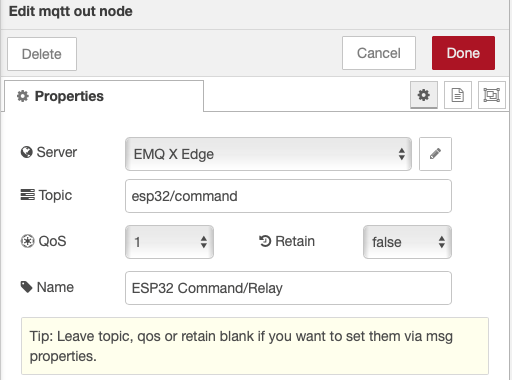 Edit mqtt out node
Delete
Cancel
Done
Properties
Server
EMQ X Edge
Topic
esp32/command
QoS
1
Retain
false
Name
ESP32 Command/Relay
Tip: Leave topic, qos or retain blank if you want to set them via msg
properties.